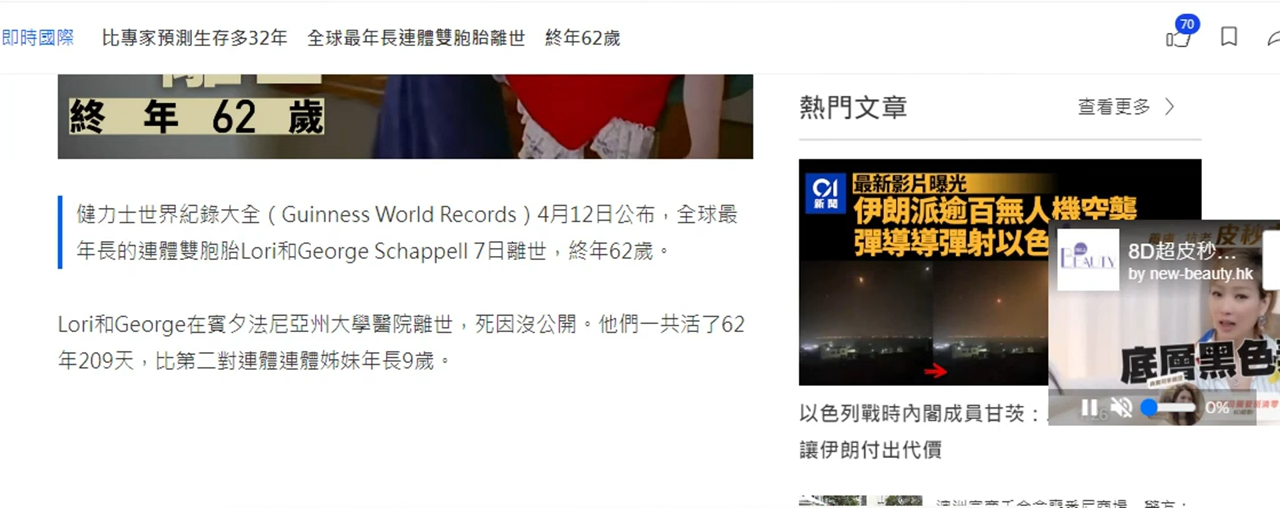 即時國際 比專家預測生存多32年 全球最年長連體雙胞胎離世 終年62歲
70
終年62歲
健力士世界紀錄大全（Guinness World Records）4月12日公布，全球最
年長的連體雙胞胎Lori和George Schappell 7日離世，終年62歲。
Lori和George在賓夕法尼亞州大學醫院離世，死因沒公開。他們一共活了62
年209天，比第二對連體連體姊妹年長9歲。
熱門文章 查看更多
01
新聞
最新影片曝光
伊朗派逾百無人機空襲
彈導導彈射以色
8D超皮秒...
by new-beauty.hk
BEAUTY
底層黑色
0%
以色列戰時內閣成員甘茨：
讓伊朗付出代價